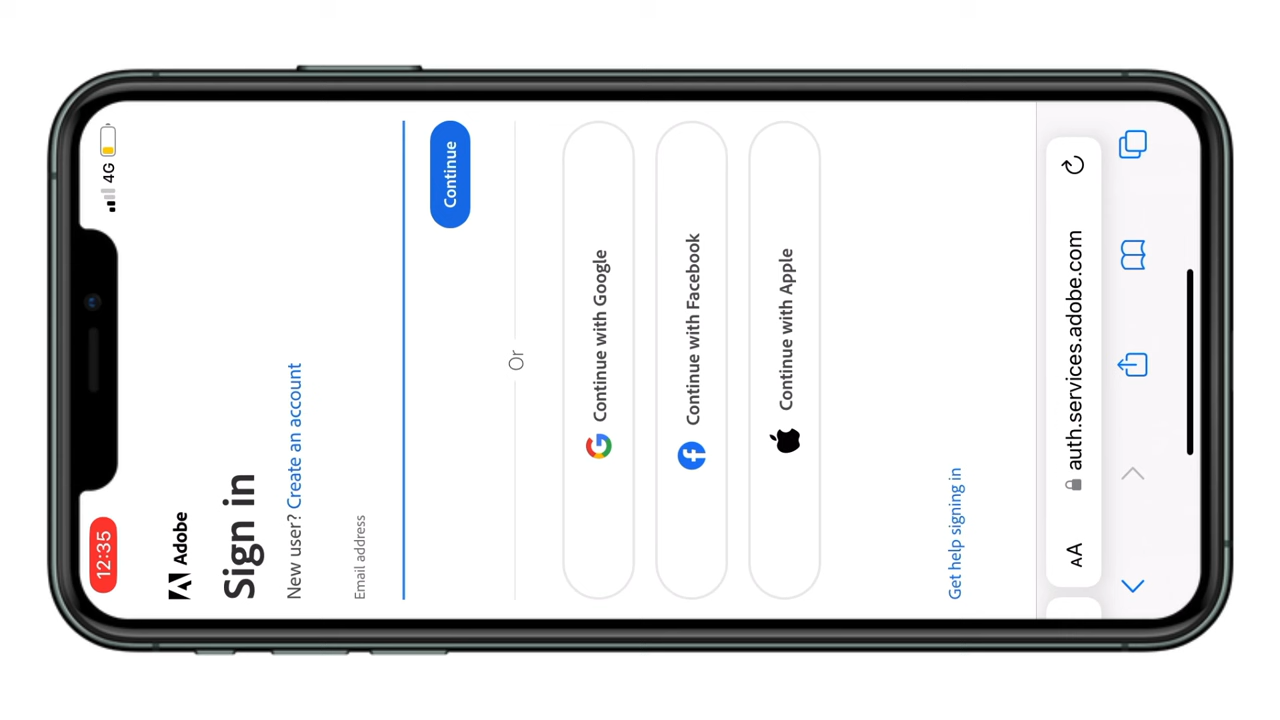 12:35
4G
Adobe
Sign in
New user? Create an account
Email address
Continue
Or
Continue with Google
Continue with Facebook
Continue with Apple
Get help signing in
AA auth.services.adobe.com